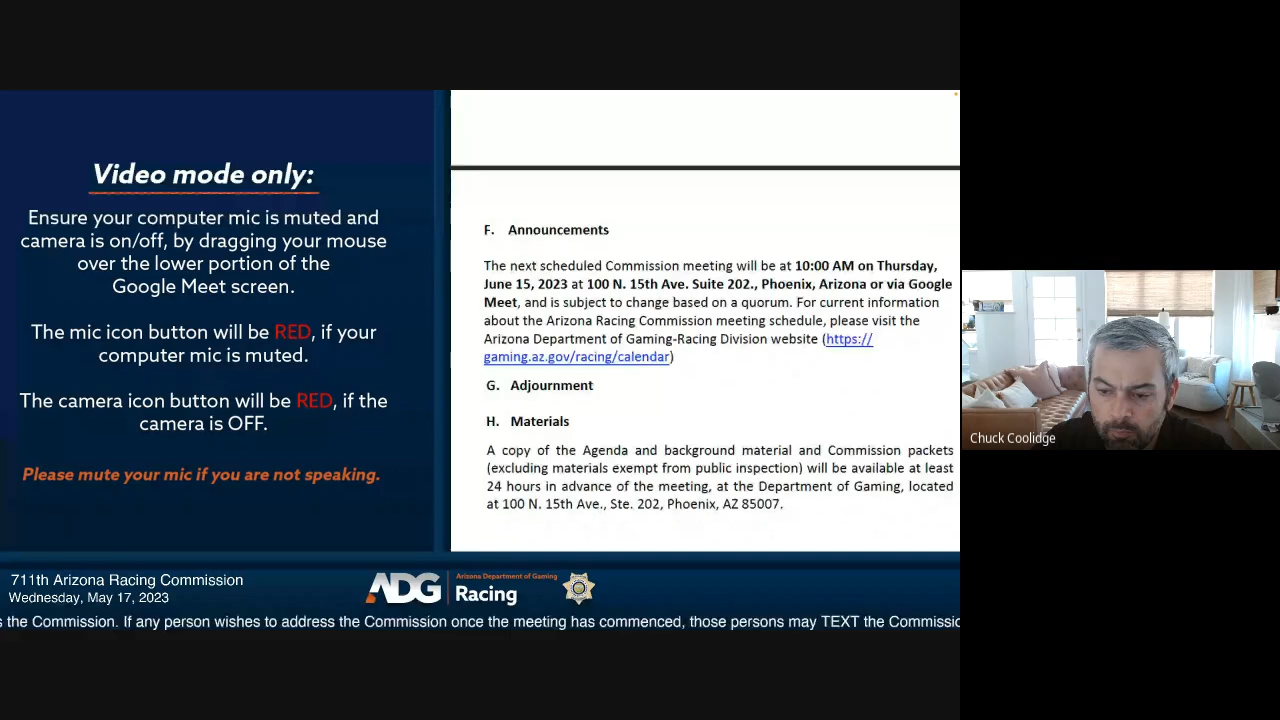 Video mode only:
Ensure your computer mic is muted and
camera is on/off, by dragging your mouse
over the lower portion of the
Google Meet screen.
The mic icon button will be RED, if your
computer mic is muted.
The camera icon button will be RED, if the
camera is OFF.
Please mute your mic if you are not speaking.
F. Announcements
The next scheduled Commission meeting will be at 10:00 AM on Thursday,
June 15, 2023 at 100 N. 15th Ave. Suite 202., Phoenix, Arizona or via Google
Meet, and is subject to change based on a quorum. For current information
about the Arizona Racing Commission meeting schedule, please visit the
Arizona Department of Gaming-Racing Division website (https://
gaming.az.gov/racing/calendar)
G. Adjournment
H. Materials
A copy of the Agenda and background material and Commission packets
(excluding materials exempt from public inspection) will be available at least
24 hours in advance of the meeting, at the Department of Gaming, located
at 100 N. 15th Ave., Ste. 202, Phoenix, AZ 85007.
Chuck Coolidge
711th Arizona Racing Commission
Wednesday, May 17, 2023
ADG
Arizona Department of Gaming
Racing
s the Commission. If any person wishes to address the Commission once the meeting has commenced, those persons may TEXT the Commissio